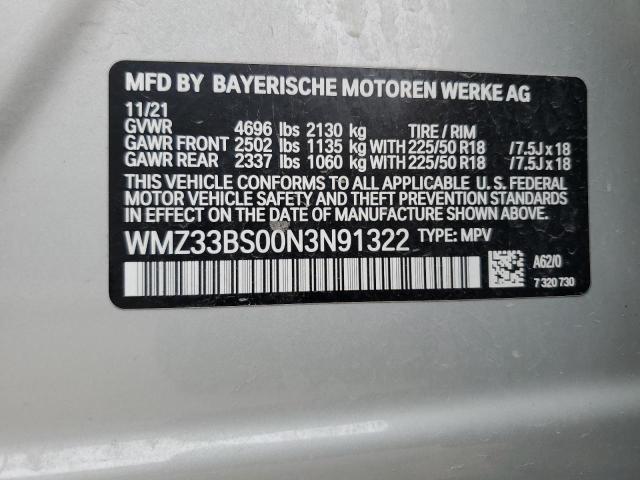 MFD BY BAYERISCHE MOTOREN WERKE AG
11/21
GVWR 4696 lbs 2130 kg TIRE / RIM
GAWR FRONT 2502 lbs 1135 kg WITH 225/50 R18 /7.5J x 18
GAWR REAR 2337 lbs 1060 kg WITH 225/50 R18 /7.5J x 18
THIS VEHICLE CONFORMS TO ALL APPLICABLE U. S. FEDERAL
MOTOR VEHICLE SAFETY AND THEFT PREVENTION STANDARDS
IN EFFECT ON THE DATE OF MANUFACTURE SHOWN ABOVE.
WMZ33BS00N3N91322 TYPE: MPV
A62/0
7 320 730